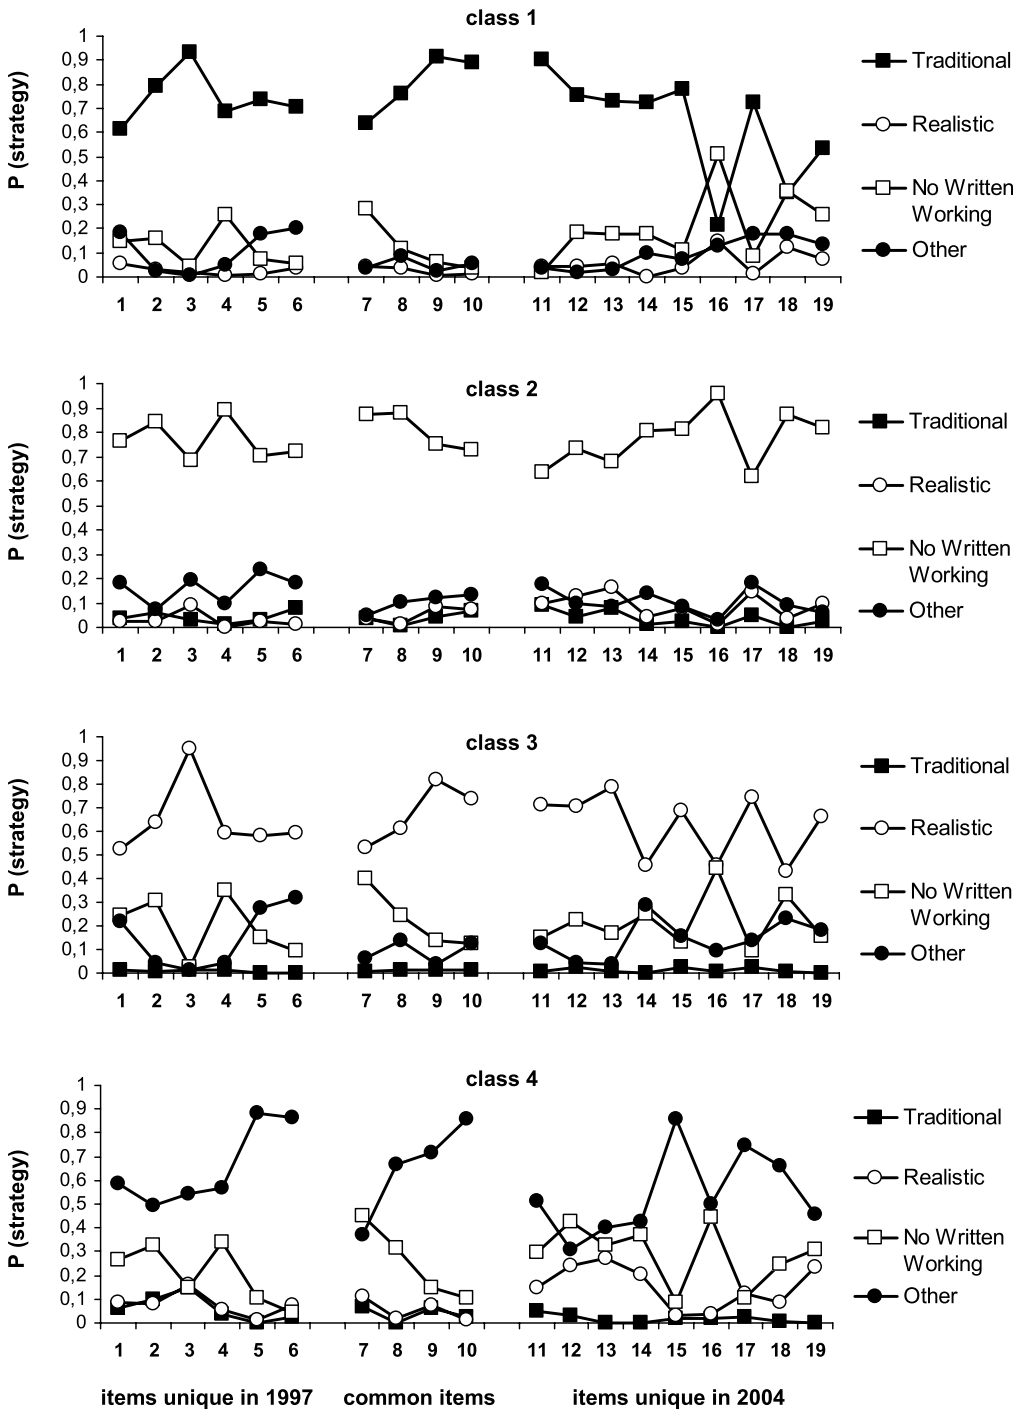 class 1
P (strategy)
1
0,9
0,8
0,7
0,6
0,5
0,4
0,3
0,2
0,1
0
1 2 3 4 5 6 7 8 9 10 11 12 13 14 15 16 17 18 19
Traditional
Realistic
No Written
Working
Other
class 2
P (strategy)
1
0,9
0,8
0,7
0,6
0,5
0,4
0,3
0,2
0,1
0
1 2 3 4 5 6 7 8 9 10 11 12 13 14 15 16 17 18 19
Traditional
Realistic
No Written
Working
Other
class 3
P (strategy)
1
0,9
0,8
0,7
0,6
0,5
0,4
0,3
0,2
0,1
0
1 2 3 4 5 6 7 8 9 10 11 12 13 14 15 16 17 18 19
Traditional
Realistic
No Written
Working
Other
class 4
P (strategy)
1
0,9
0,8
0,7
0,6
0,5
0,4
0,3
0,2
0,1
0
1 2 3 4 5 6 7 8 9 10 11 12 13 14 15 16 17 18 19
Traditional
Realistic
No Written
Working
Other
items unique in 1997 common items items unique in 2004